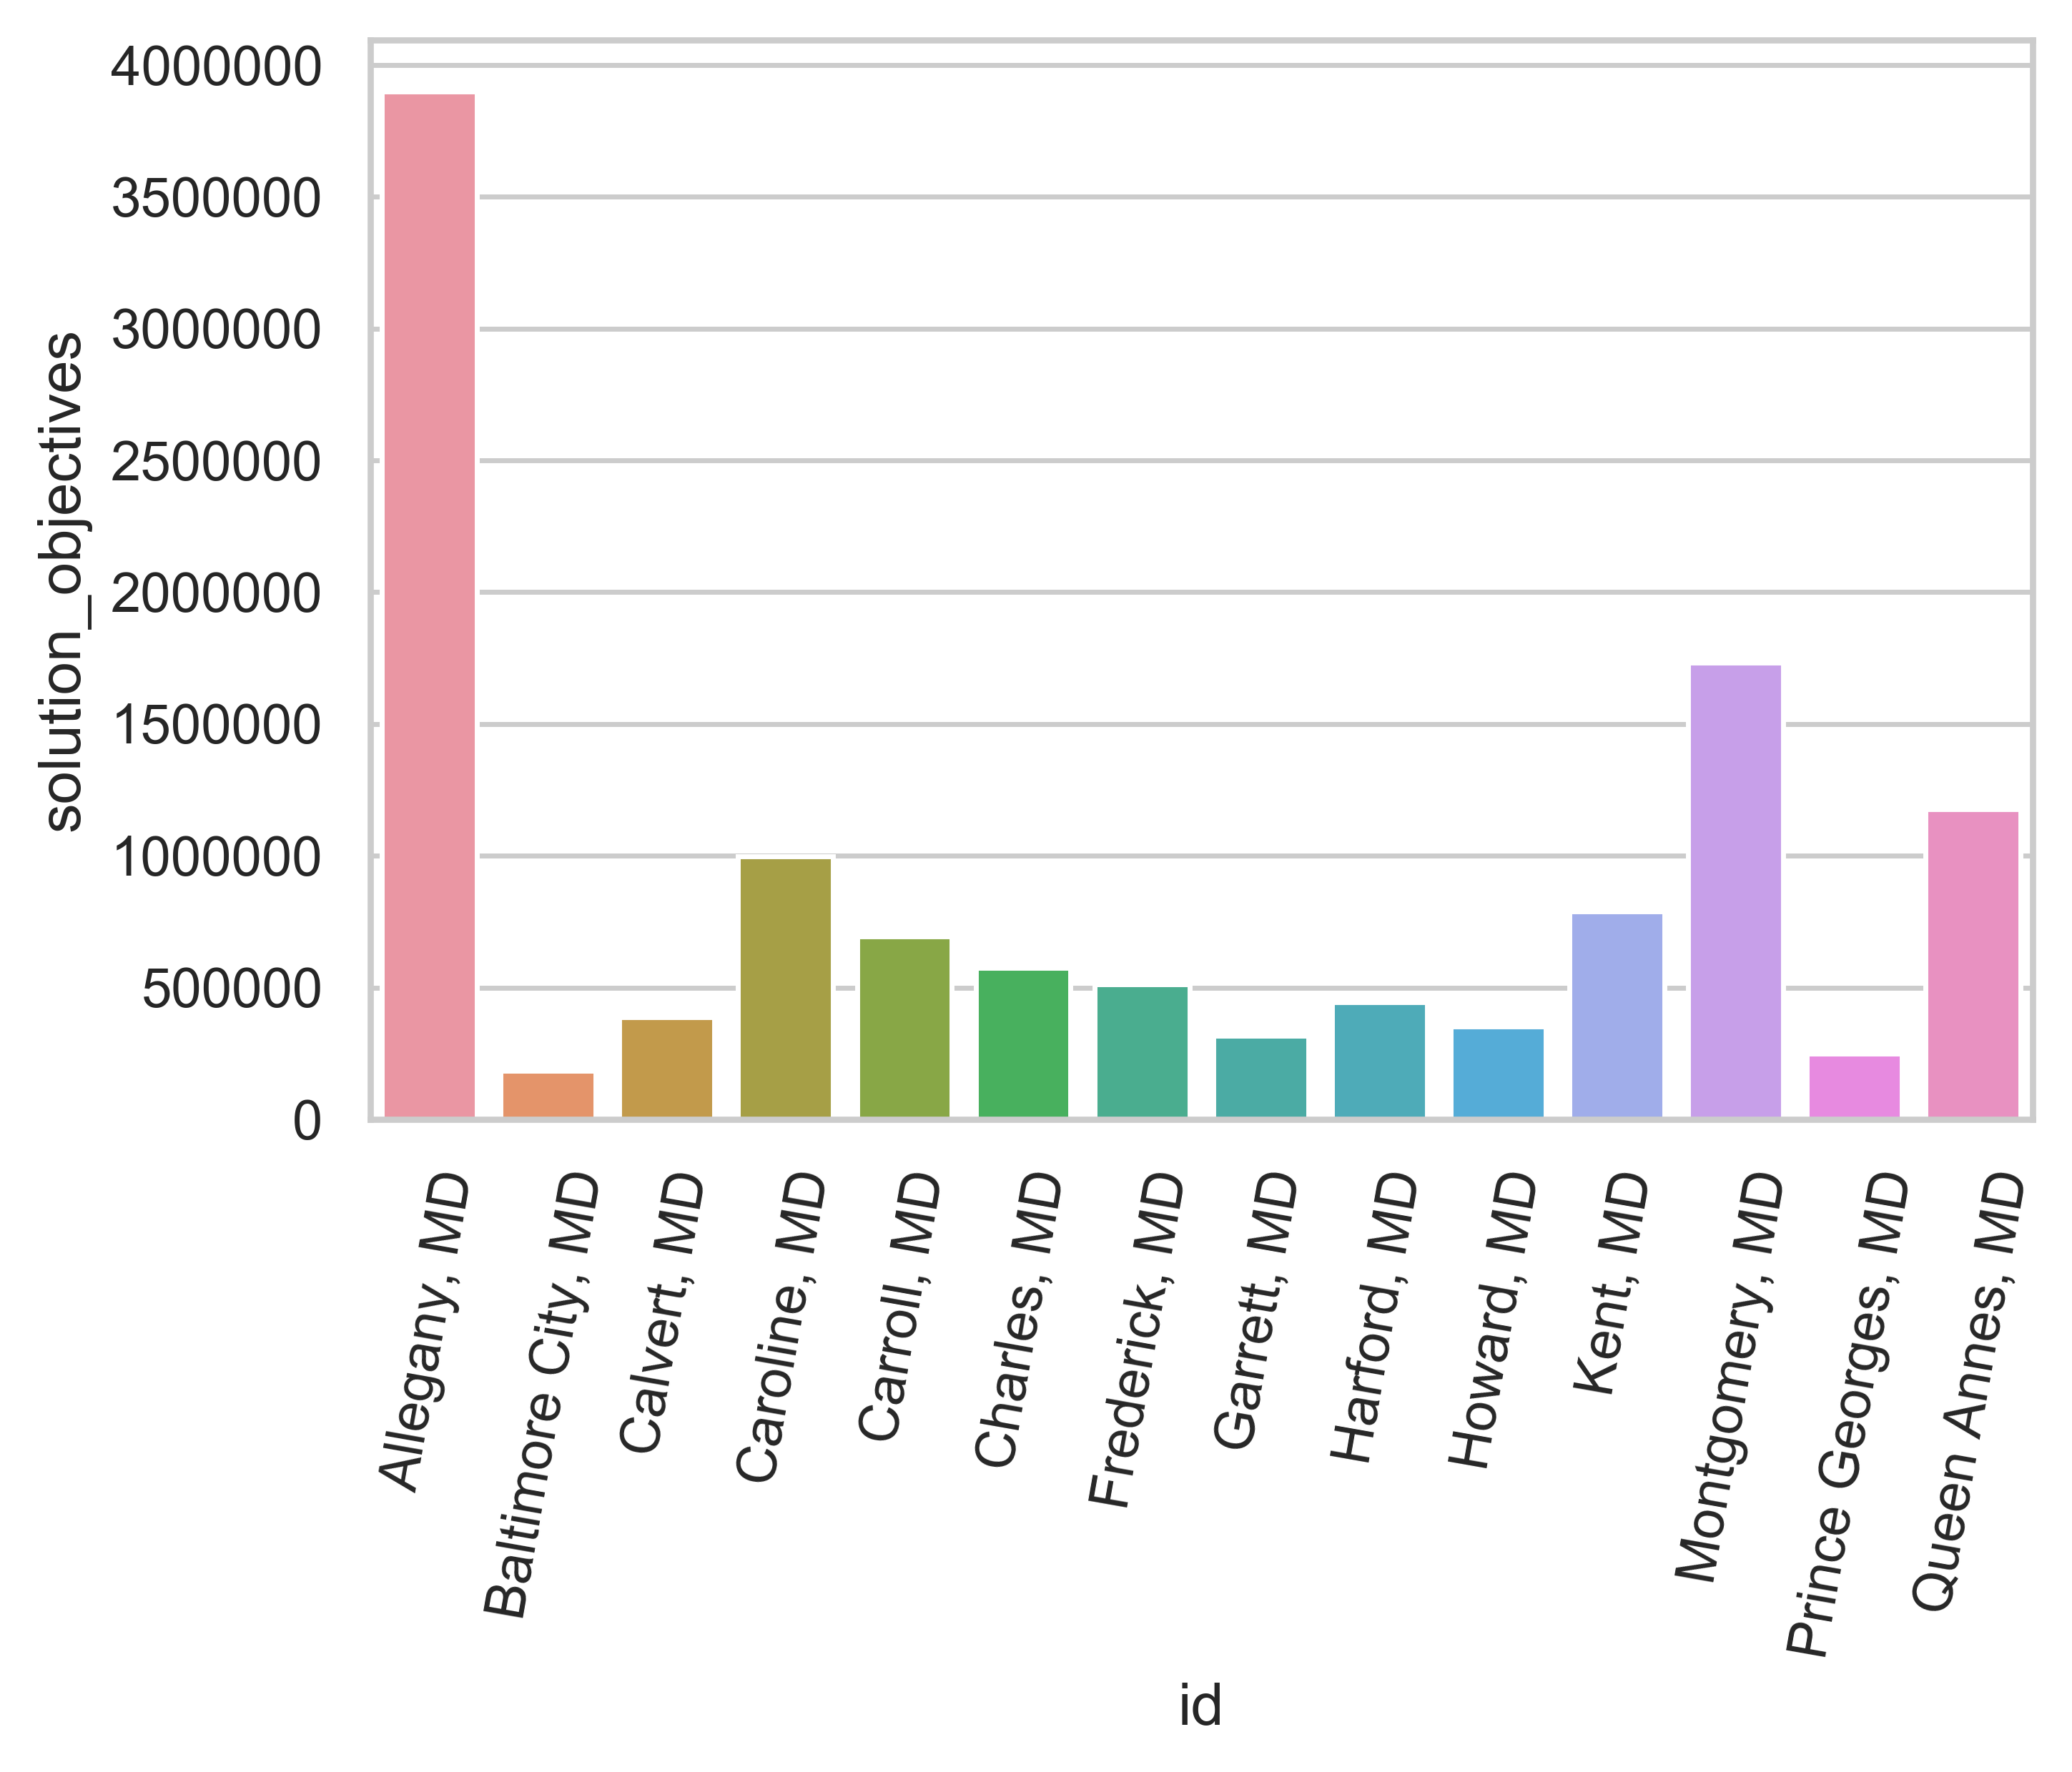 4000000
3500000
3000000
2500000
2000000
1500000
1000000
500000
0
solution_objectives
Allegany, MD
Baltimore City, MD
Calvert, MD
Caroline, MD
Carroll, MD
Charles, MD
Frederick, MD
Garrett, MD
Harford, MD
Howard, MD
Kent, MD
Montgomery, MD
Prince Georges, MD
Queen Annes, MD
id